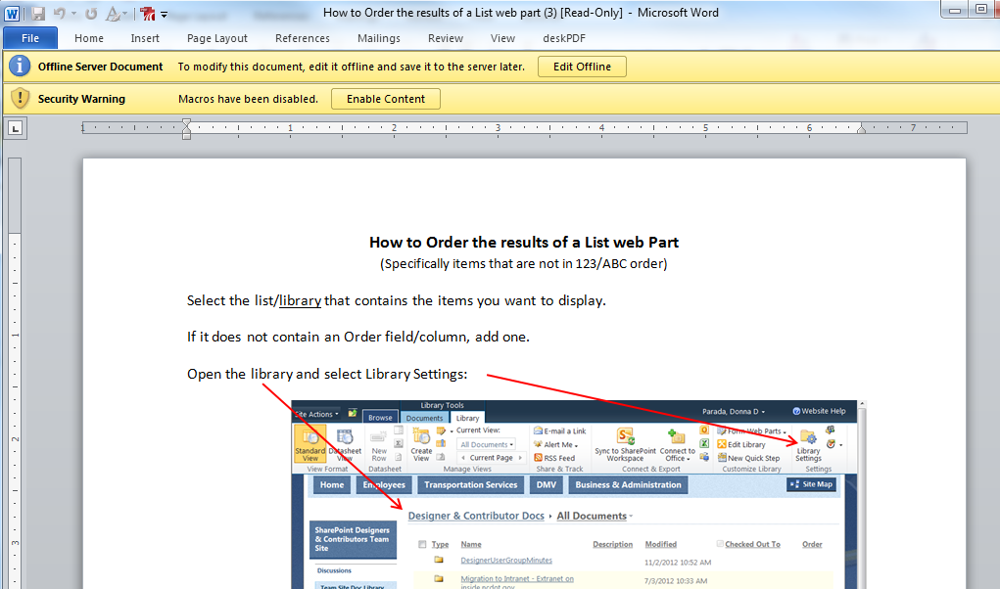 How to Order the results of a List web part (3) [Read-Only] - Microsoft Word
File Home Insert Page Layout References Mailings Review View deskPDF
Offline Server Document To modify this document, edit it offline and save it to the server later. Edit Offline
Security Warning Macros have been disabled. Enable Content
1 1 2 3 4 5 6 7
How to Order the results of a List web Part
(Specifically items that are not in 123/ABC order)
Select the list/library that contains the items you want to display.
If it does not contain an Order field/column, add one.
Open the library and select Library Settings:
Library Tools
Site Actions Browse Documents Library Parada, Donna D Website Help
Standard View
Datasheet View
New Row
Create View
Current View:
All Documents
Current Page
E-mail a Link
Alert Me
RSS Feed
Sync to SharePoint Workspace
Connect to Office
Form Web Parts
Edit Library
New Quick Step
Library Settings
View Format Datasheet Manage Views Share & Track Connect & Export Customize Library Settings
Home Employees Transportation Services DMV Business & Administration Site Map
Designer & Contributor Docs All Documents
SharePoint Designers
& Contributors Team
Site
Type Name Description Modified Checked Out To Order
DesignerUserGroupMinutes 11/2/2012 10:52 AM
Discussions
Migration to Intranet - Extranet on 7/3/2012 10:33 AM
inside.ncdot.gov
Team Site Doc Library
1
2
3